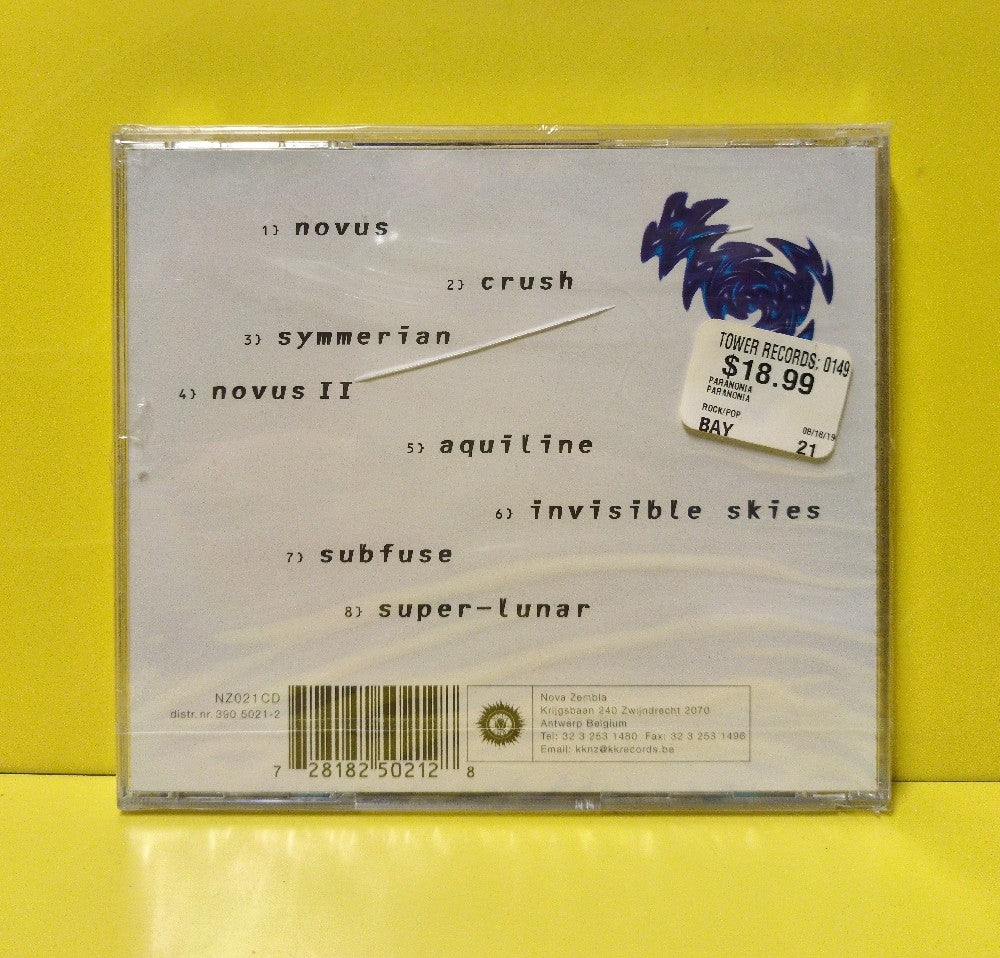 1} novus
2} crush
3} symmerian
4} novus II
5} aquiline
6} invisible skies
7} subfuse
8} super-lunar
TOWER RECORDS: 0149
$18.99
PARANONIA
PARANONIA
ROCK/POP
BAY
21
NZ021CD
distr. nr. 390 5021-2
7 28182 50212 8
Nova Zembla
Krijgsbaan 240 Zwijndrecht 2070
Antwerp Belgium
Tel: 32 3 253 1480 Fax: 32 3 253 1496
Email: kknz@kkrecords.be